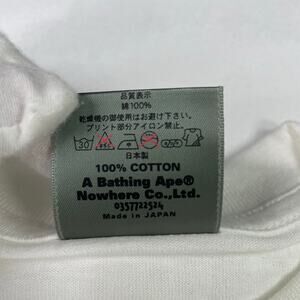 品質表示
綿100%
乾燥機の使用はお避け下さい。
プリント部分アイロン禁止。
30
日本製
100% COTTON
A Bathing Ape®
Nowhere Co.,Ltd.
0357722524
Made in JAPAN